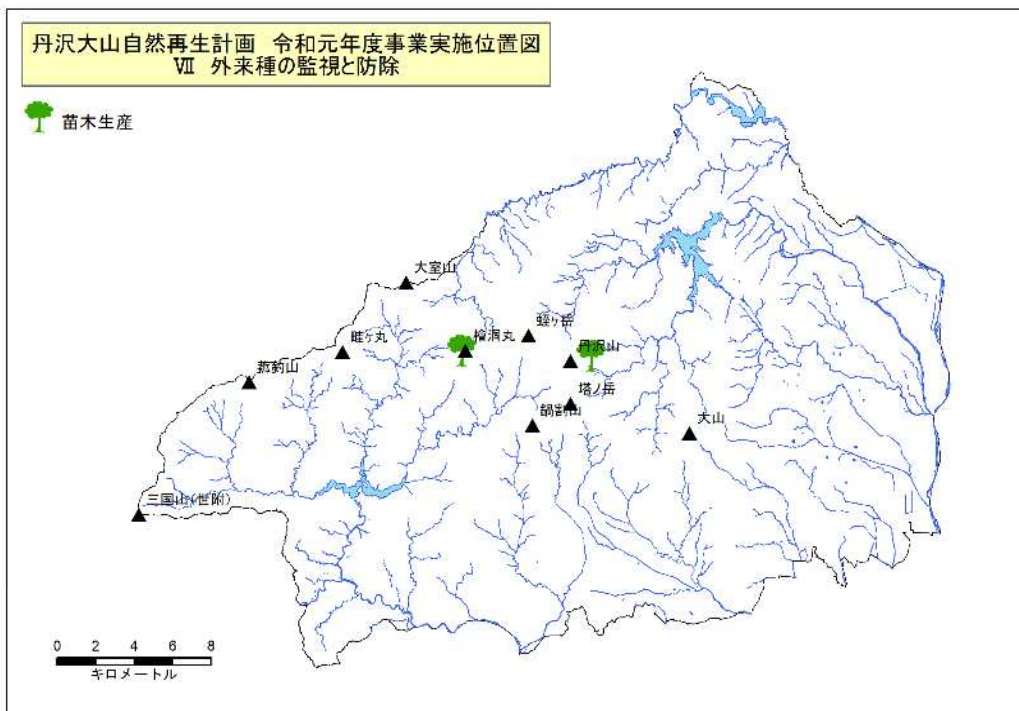 丹沢大山自然再生計画 令和元年度事業実施位置図
Ⅶ 外来種の監視と防除
苗木生産
大室山
畦ヶ丸
檜洞丸
蛭ヶ岳
丹沢山
菰釣山
塔ノ岳
鍋割山
大山
三国山(世附)
0 2 4 6 8
キロメートル